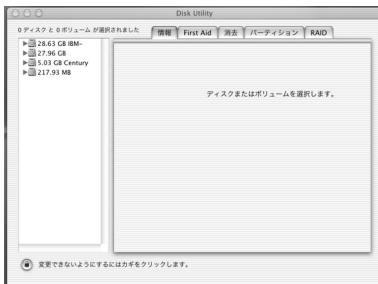 Disk Utility
0 ディスク と 0 ボリューム が選択されました
情報 First Aid 消去 パーティション RAID
28.63 GB IBM-
27.96 GB
5.03 GB Century
217.93 MB
ディスクまたはボリュームを選択します。
変更できないようにするにはカギをクリックします。